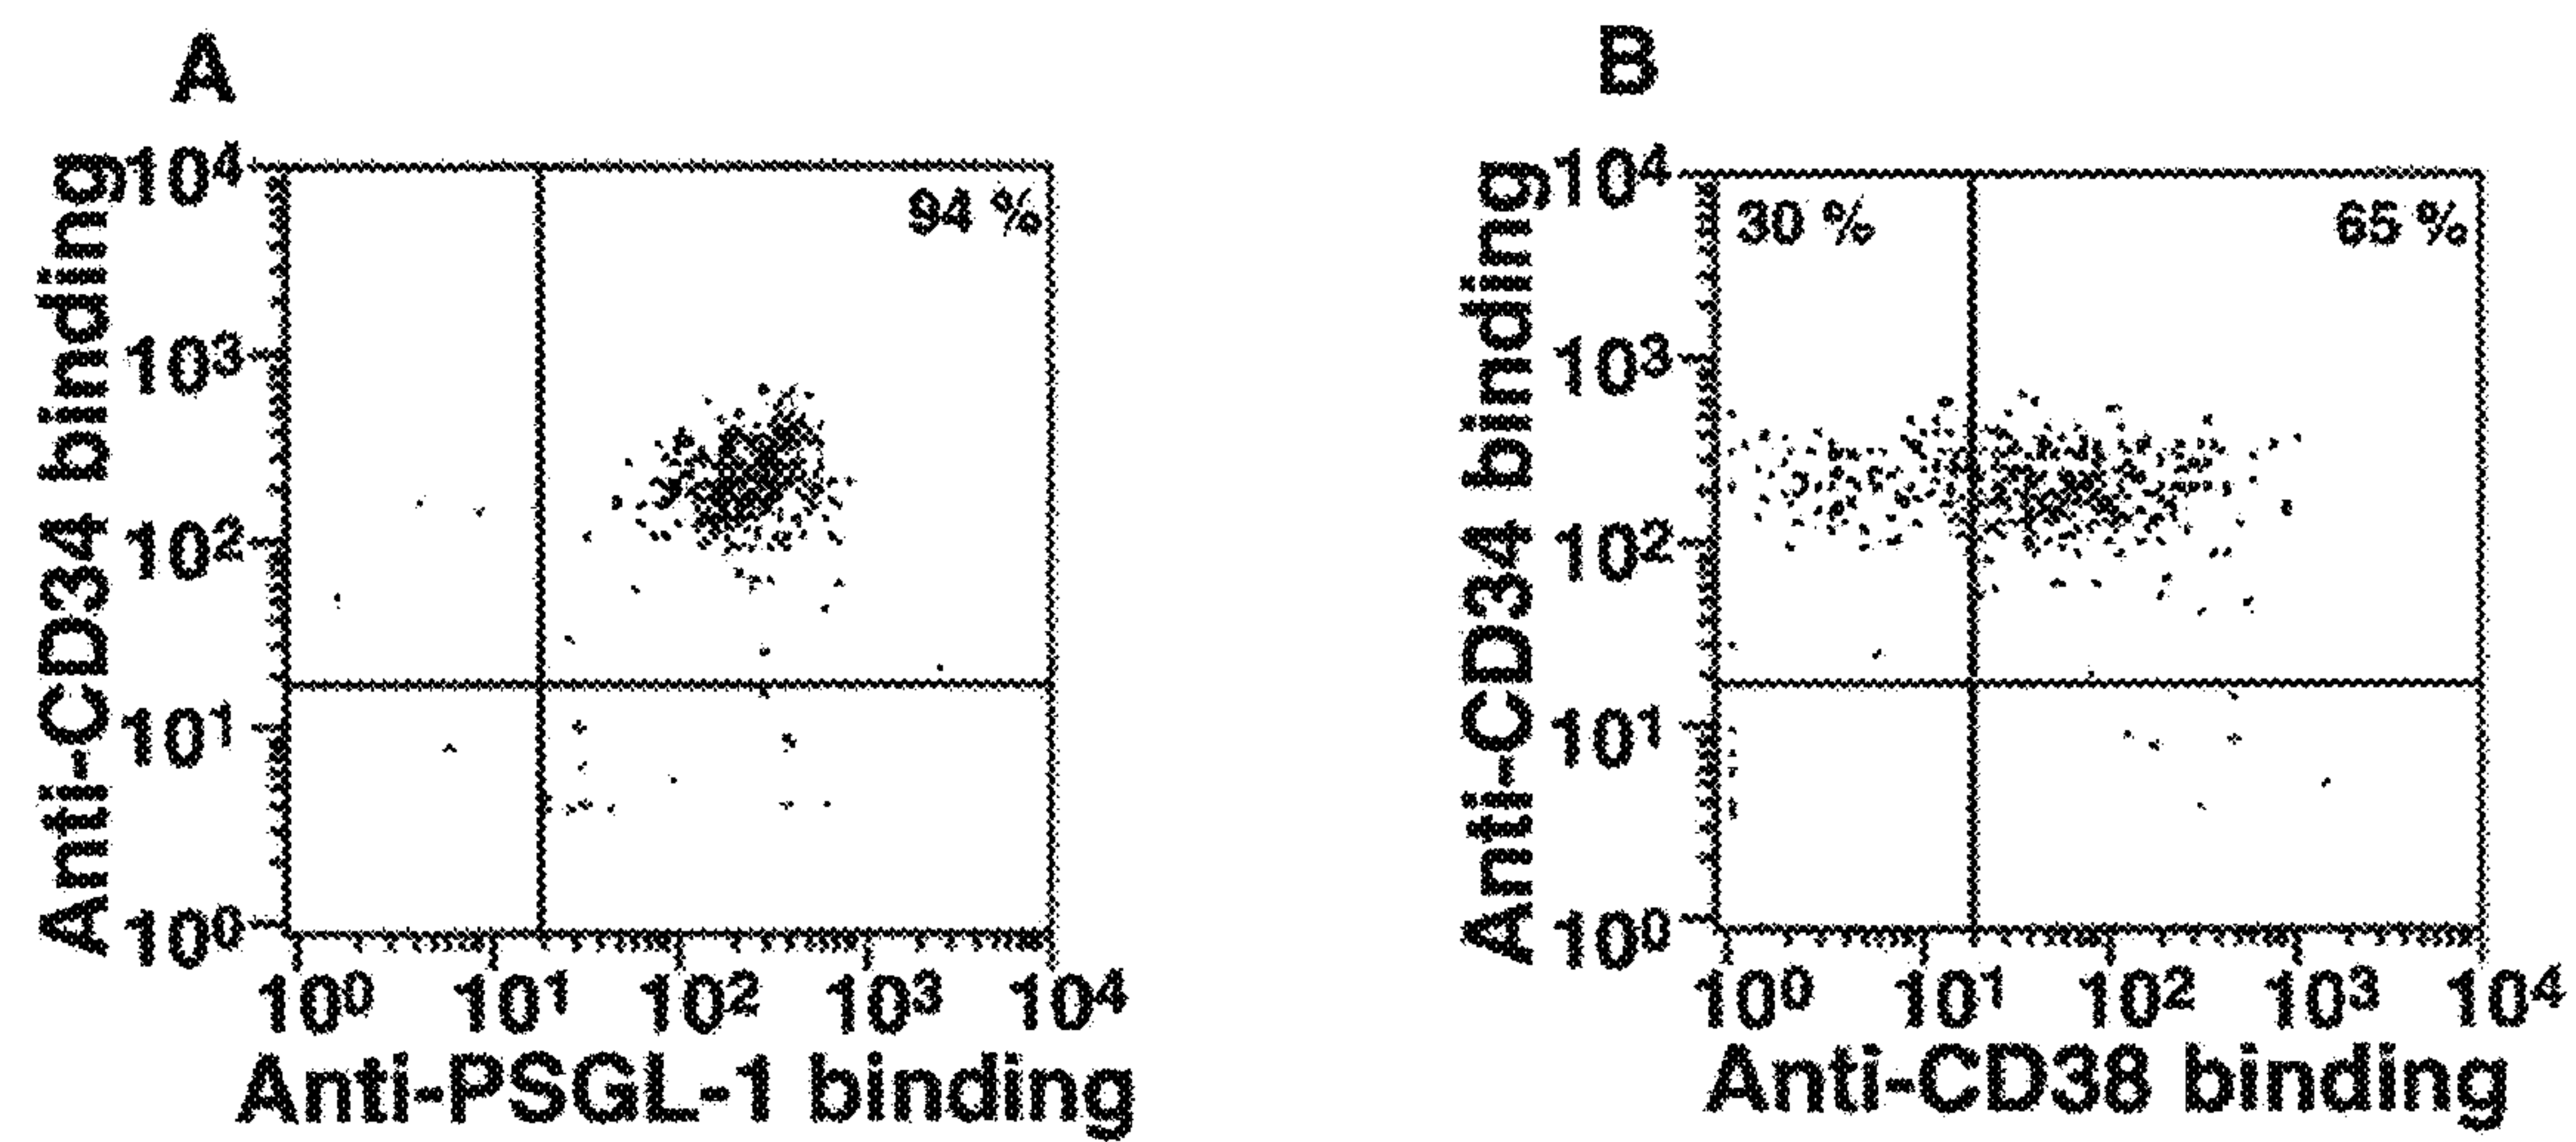 A
Anti-CD34 binding
10⁴
10³
10²
10¹
10⁰
94 %
10⁰ 10¹ 10² 10³ 10⁴
Anti-PSGL-1 binding
B
Anti-CD34 binding
10⁴
10³
10²
10¹
10⁰
30 % 65 %
10⁰ 10¹ 10² 10³ 10⁴
Anti-CD38 binding